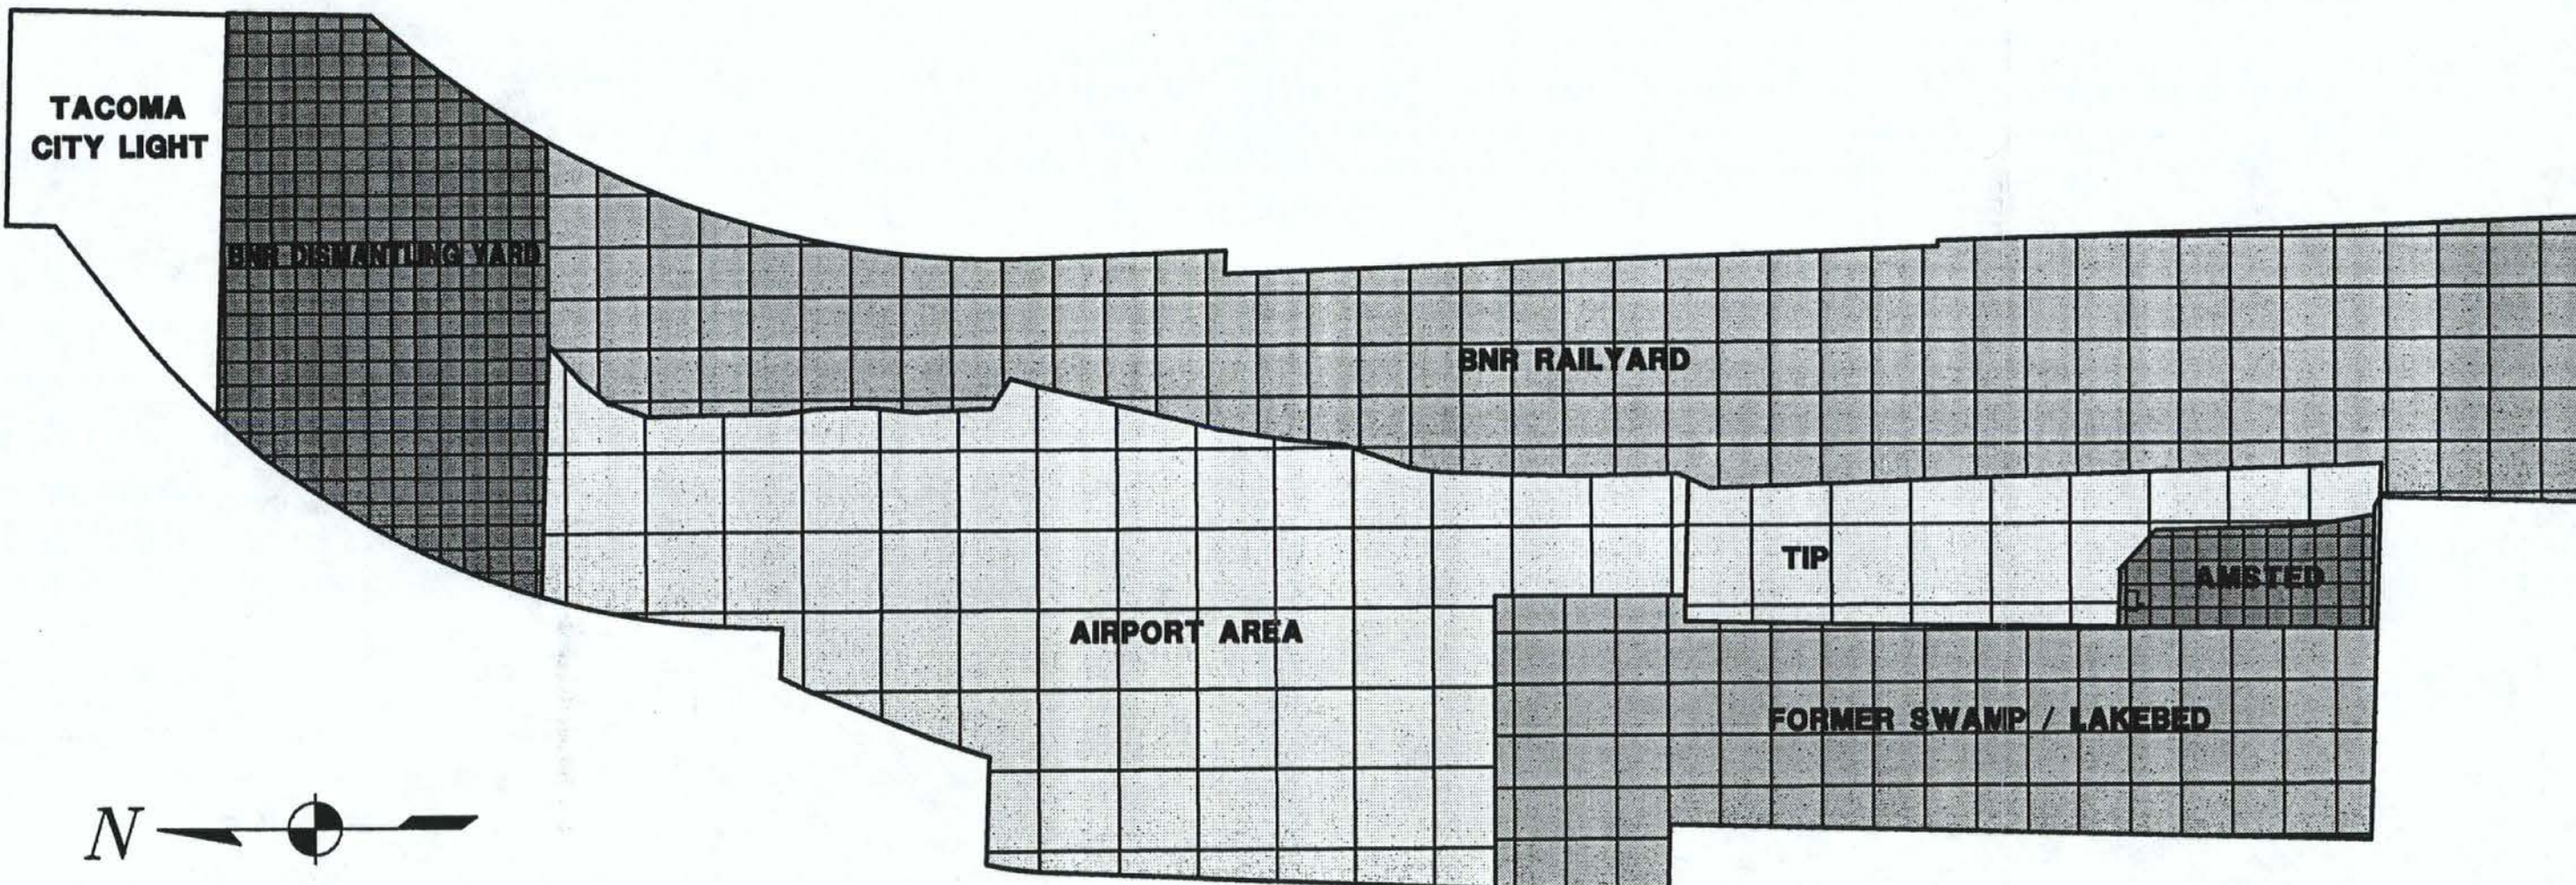 TACOMA
CITY LIGHT
BNR DISMANTLING YARD
BNR RAILYARD
TIP
AMSTED
AIRPORT AREA
FORMER SWAMP / LAKEBED
N